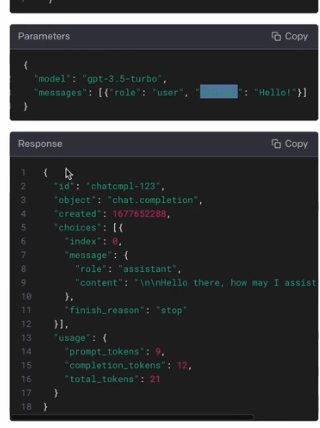 }
Parameters
Copy
{
"model": "gpt-3.5-turbo",
"messages": [{"role": "user", "": "Hello!"}]
}
Response
Copy
1 {
2 "id": "chatcmpl-123",
3 "object": "chat.completion",
4 "created": 1677652288,
5 "choices": [{
6 "index": 0,
7 "message": {
8 "role": "assistant",
9 "content": "\n\nHello there, how may I assist
10 },
11 "finish_reason": "stop"
12 }],
13 "usage": {
14 "prompt_tokens": 9,
15 "completion_tokens": 12,
16 "total_tokens": 21
17 }
18 }